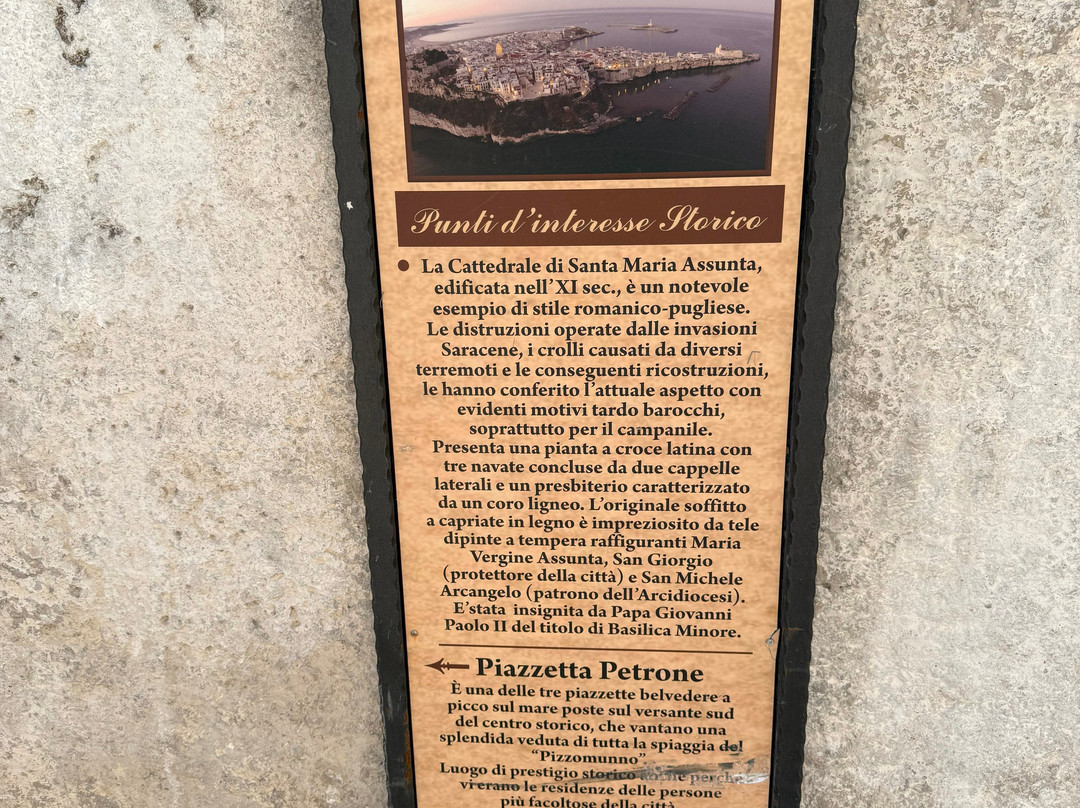 Punti d'interesse Storico
● La Cattedrale di Santa Maria Assunta,
edificata nell'XI sec., è un notevole
esempio di stile romanico-pugliese.
Le distruzioni operate dalle invasioni
Saracene, i crolli causati da diversi
terremoti e le conseguenti ricostruzioni,
le hanno conferito l'attuale aspetto con
evidenti motivi tardo barocchi,
soprattutto per il campanile.
Presenta una pianta a croce latina con
tre navate concluse da due cappelle
laterali e un presbiterio caratterizzato
da un coro ligneo. L'originale soffitto
a capriate in legno è impreziosito da tele
dipinte a tempera raffiguranti Maria
Vergine Assunta, San Giorgio
(protettore della città) e San Michele
Arcangelo (patrono dell'Arcidiocesi).
E'stata insignita da Papa Giovanni
Paolo II del titolo di Basilica Minore.
Piazzetta Petrone
È una delle tre piazzette belvedere a
picco sul mare poste sul versante sud
del centro storico, che vantano una
splendida veduta di tutta la spiaggia del
"Pizzomunno".
Luogo di prestigio storico perché
vi erano le residenze delle persone
più facoltose della città